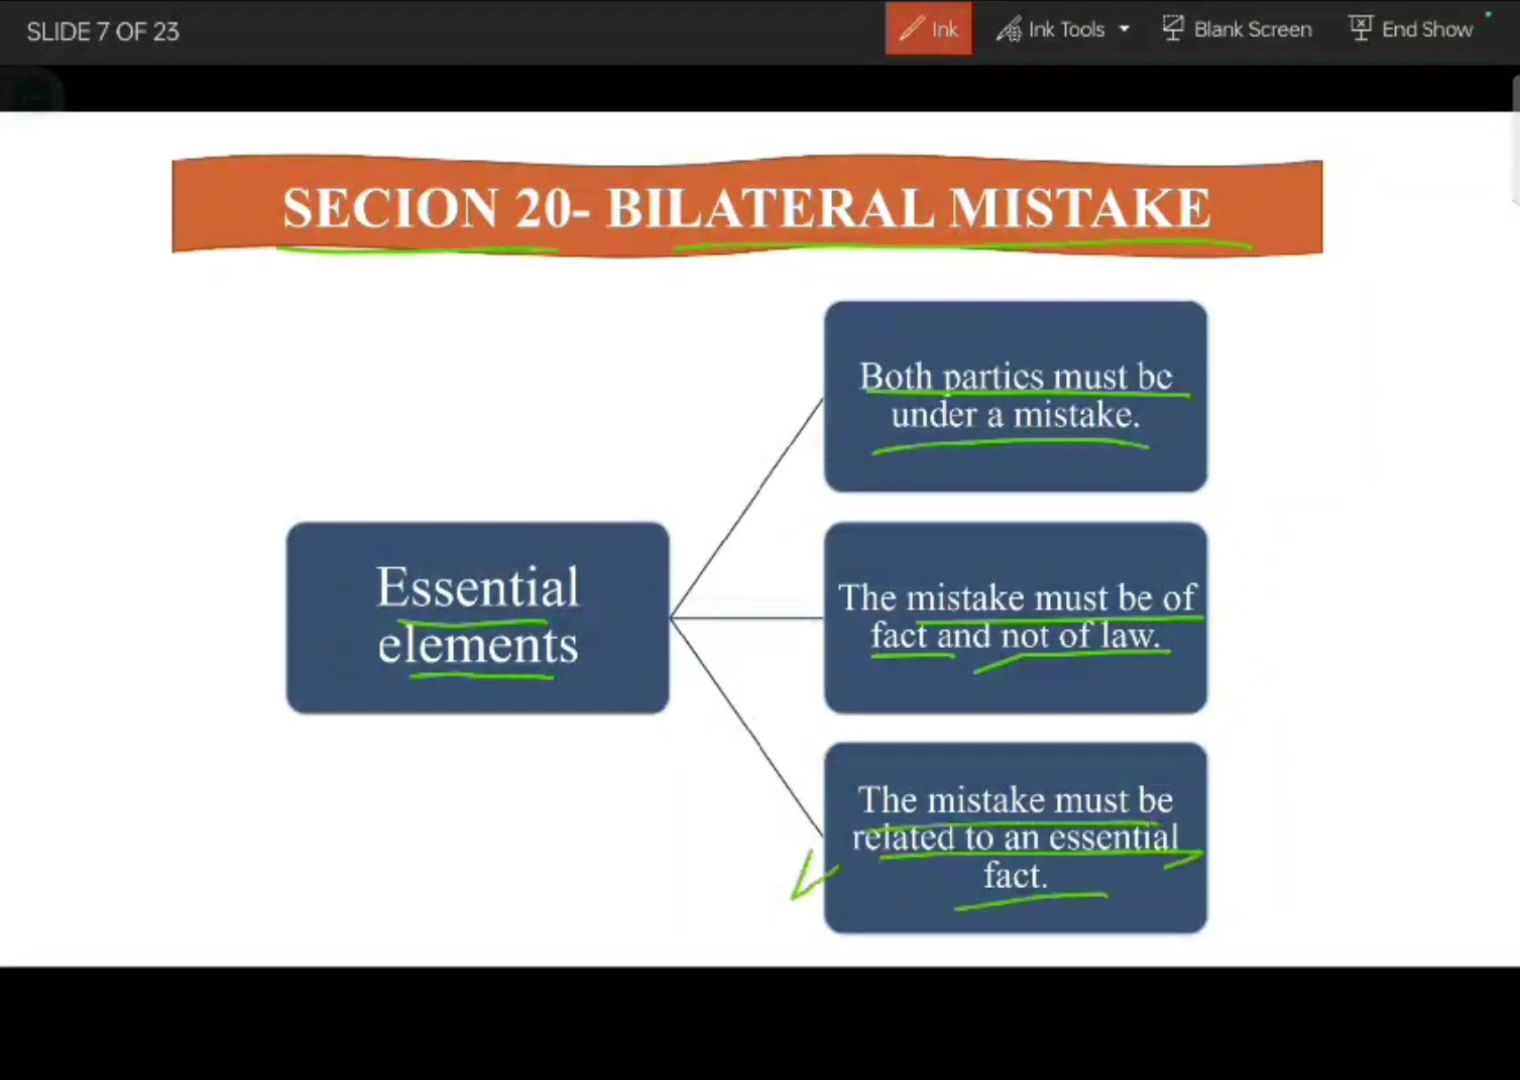 SLIDE 7 OF 23
Ink
Ink Tools
Blank Screen
End Show
SECION 20- BILATERAL MISTAKE
Both parties must be
under a mistake.
Essential
elements
The mistake must be of
fact and not of law.
The mistake must be
related to an essential
fact.